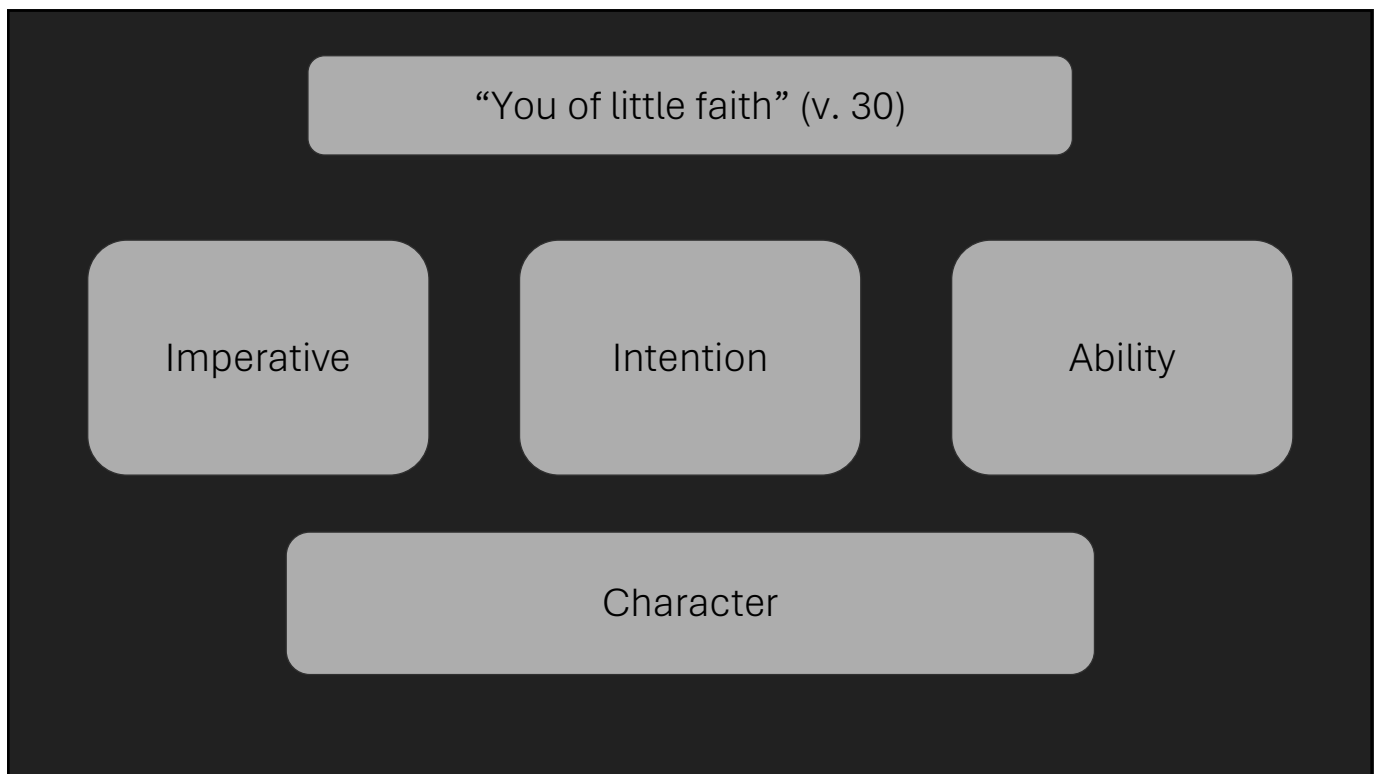 “You of little faith” (v. 30)
Imperative
Intention
Ability
Character